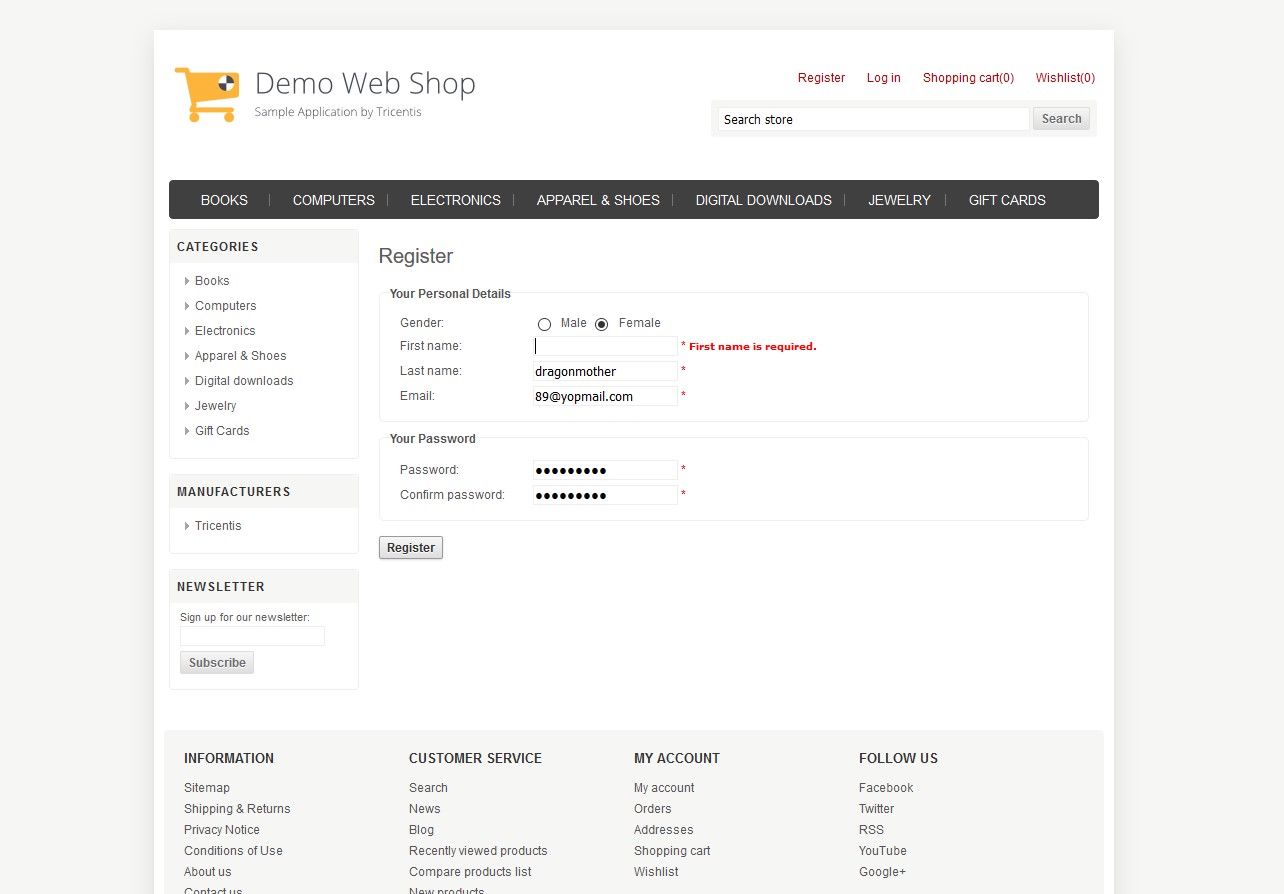 Demo Web Shop
Sample Application by Tricentis
Register Log in Shopping cart(0) Wishlist(0)
Search store Search
BOOKS COMPUTERS ELECTRONICS APPAREL & SHOES DIGITAL DOWNLOADS JEWELRY GIFT CARDS
CATEGORIES
Books
Computers
Electronics
Apparel & Shoes
Digital downloads
Jewelry
Gift Cards
MANUFACTURERS
Tricentis
NEWSLETTER
Sign up for our newsletter:
Subscribe
Register
Your Personal Details
Gender: Male Female
First name: * First name is required.
Last name: dragonmother *
Email: 89@yopmail.com *
Your Password
Password: ●●●●●●●●● *
Confirm password: ●●●●●●●●● *
Register
INFORMATION
Sitemap
Shipping & Returns
Privacy Notice
Conditions of Use
About us
Contact us
CUSTOMER SERVICE
Search
News
Blog
Recently viewed products
Compare products list
New products
MY ACCOUNT
My account
Orders
Addresses
Shopping cart
Wishlist
FOLLOW US
Facebook
Twitter
RSS
YouTube
Google+